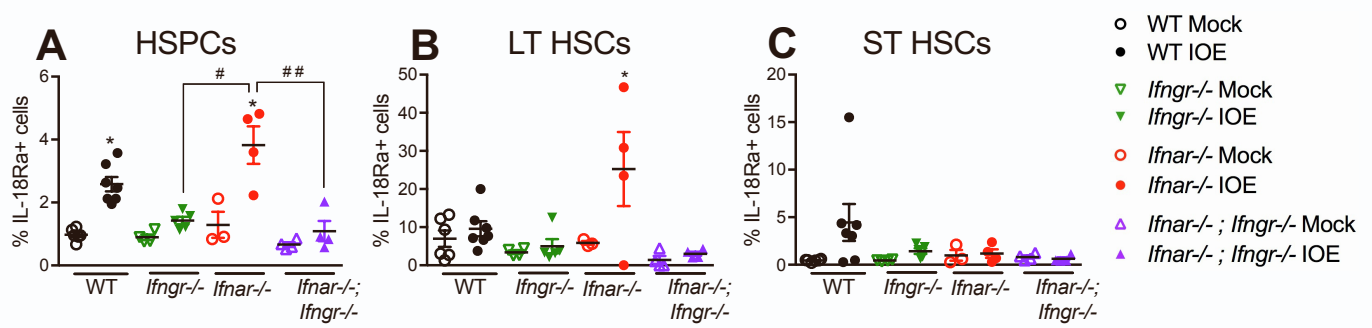 A HSPCs
% IL-18Ra+ cells
6
4
2
0
*
#
*
##
WT Ifngr-/- Ifnar-/- Ifnar-/-;
Ifngr-/-
B LT HSCs
% IL-18Ra+ cells
50
40
30
20
10
0
*
WT Ifngr-/- Ifnar-/- Ifnar-/-;
Ifngr-/-
C ST HSCs
% IL-18Ra+ cells
20
15
10
5
0
WT Ifngr-/- Ifnar-/- Ifnar-/-;
Ifngr-/-
WT Mock
WT IOE
Ifngr-/- Mock
Ifngr-/- IOE
Ifnar-/- Mock
Ifnar-/- IOE
Ifnar-/- ; Ifngr-/- Mock
Ifnar-/- ; Ifngr-/- IOE